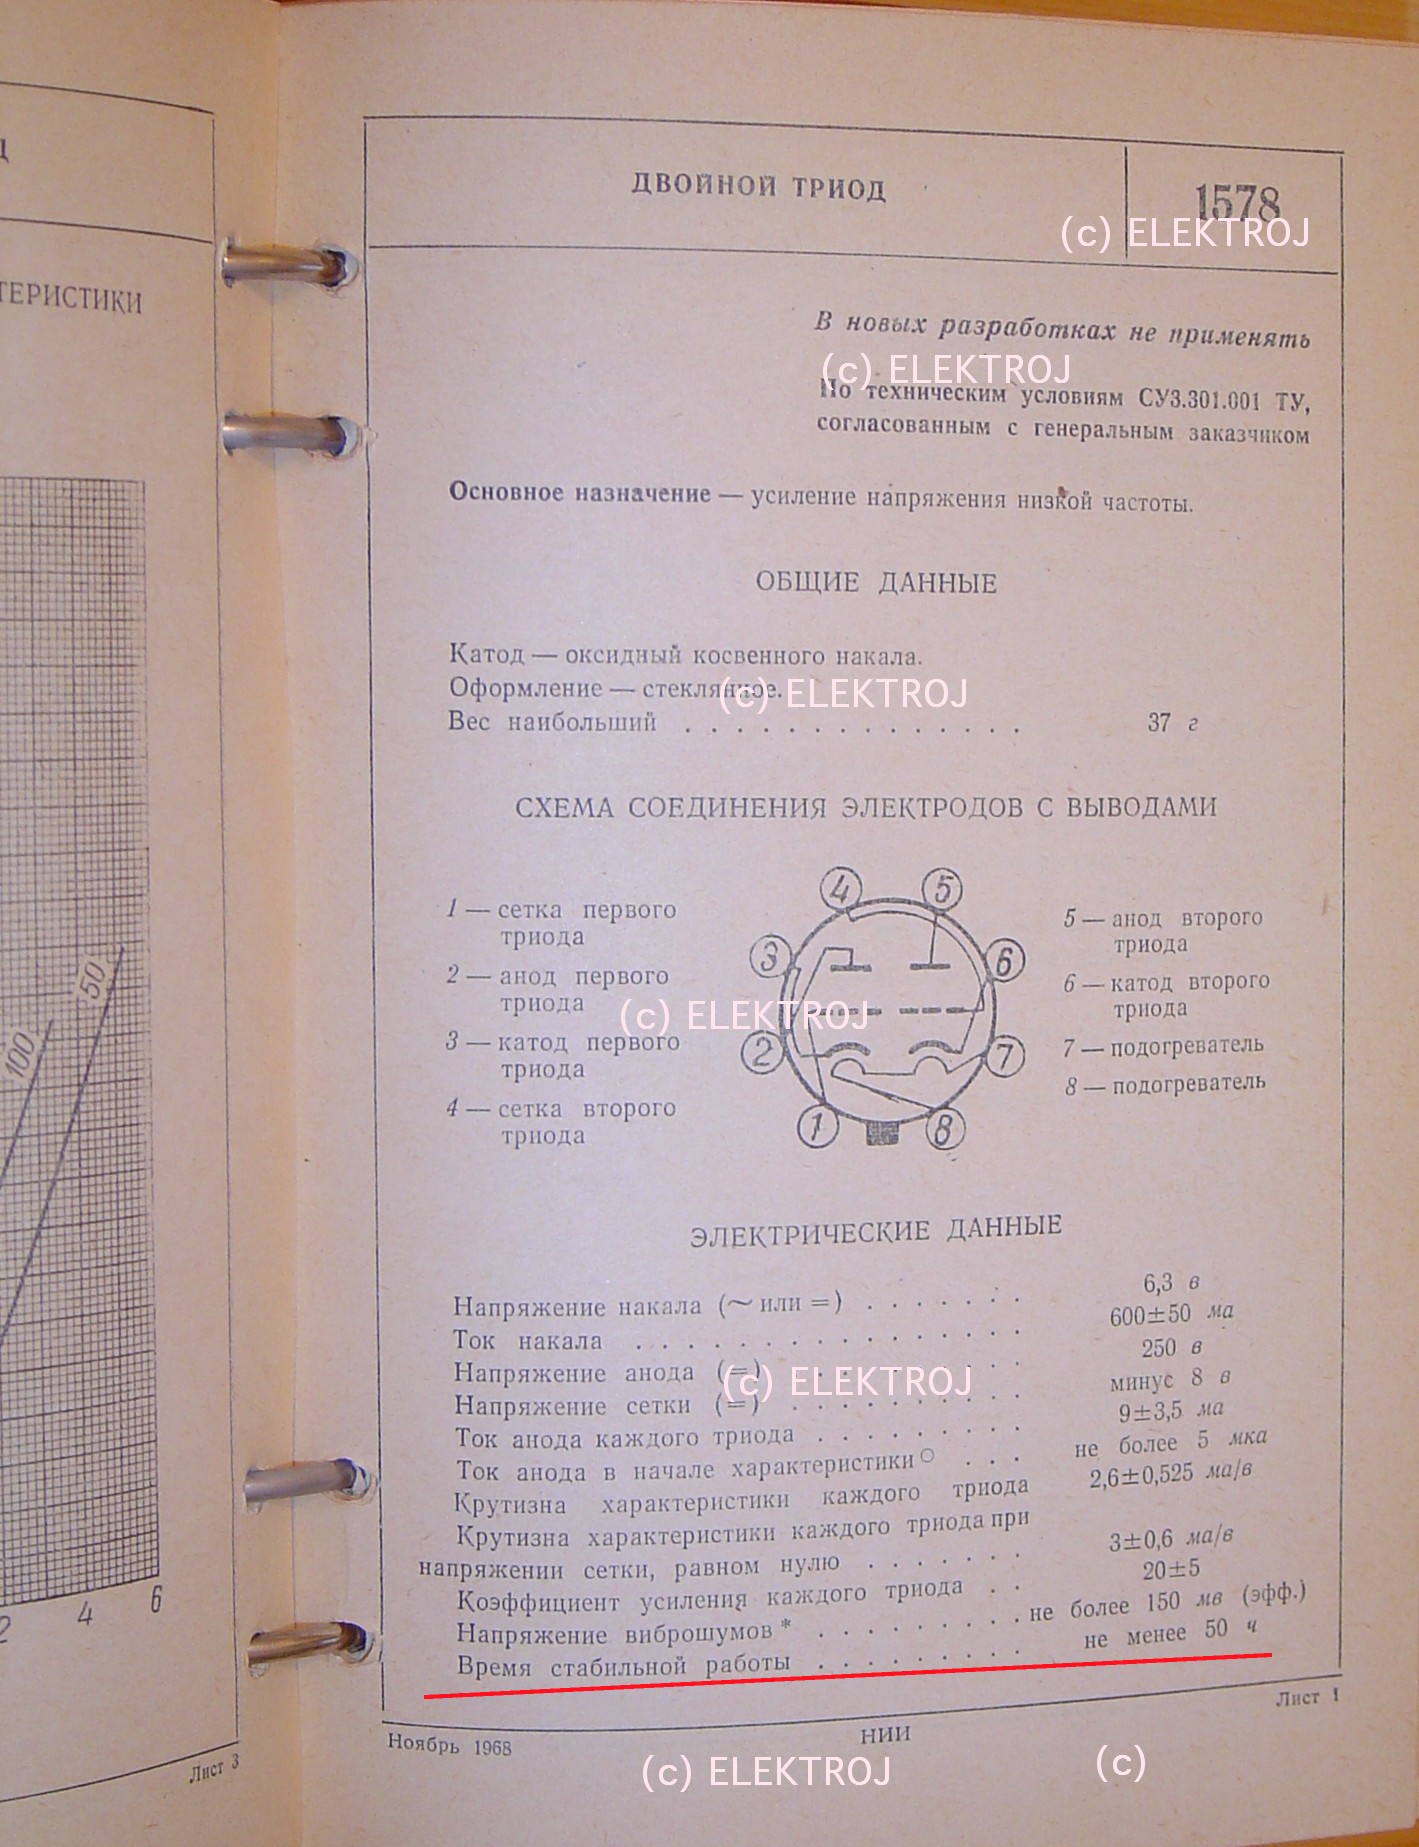 ТЕРИСТИКИ
100
50
2 4 6
Лист 3
ДВОЙНОЙ ТРИОД
1578
(c) ELEKTROJ
В новых разработках не применять
(c) ELEKTROJ
По техническим условиям СУ3.301.001 ТУ,
согласованным с генеральным заказчиком
Основное назначение — усиление напряжения низкой частоты.
ОБЩИЕ ДАННЫЕ
Катод — оксидный косвенного накала.
Оформление — стеклянное.
(c) ELEKTROJ
Вес наибольший . . . . . . . . . . . . . . 37 г
СХЕМА СОЕДИНЕНИЯ ЭЛЕКТРОДОВ С ВЫВОДАМИ
1 — сетка первого
триода
2 — анод первого
триода
3 — катод первого
триода
4 — сетка второго
триода
4 5
3 6
(c) ELEKTROJ
2 7
1 8
5 — анод второго
триода
6 — катод второго
триода
7 — подогреватель
8 — подогреватель
ЭЛЕКТРИЧЕСКИЕ ДАННЫЕ
Напряжение накала (∼ или =) . . . . . . . 6,3 в
Ток накала . . . . . . . . . . . . . . . 600±50 ма
Напряжение анода (=) . . . . . . . . . 250 в
(c) ELEKTROJ
Напряжение сетки (=) . . . . . . . . . минус 8 в
Ток анода каждого триода . . . . . . . . . 9±3,5 ма
Ток анода в начале характеристики○ . . . не более 5 мка
Крутизна характеристики каждого триода 2,6±0,525 ма/в
Крутизна характеристики каждого триода при
напряжении сетки, равном нулю . . . . . . . 3±0,6 ма/в
Коэффициент усиления каждого триода . . 20±5
Напряжение виброшумов* . . . . . . . . . не более 150 мв (эфф.)
Время стабильной работы . . . . . . . . . не менее 50 ч
Ноябрь 1968
НИИ
Лист 1
(c) ELEKTROJ
(c)